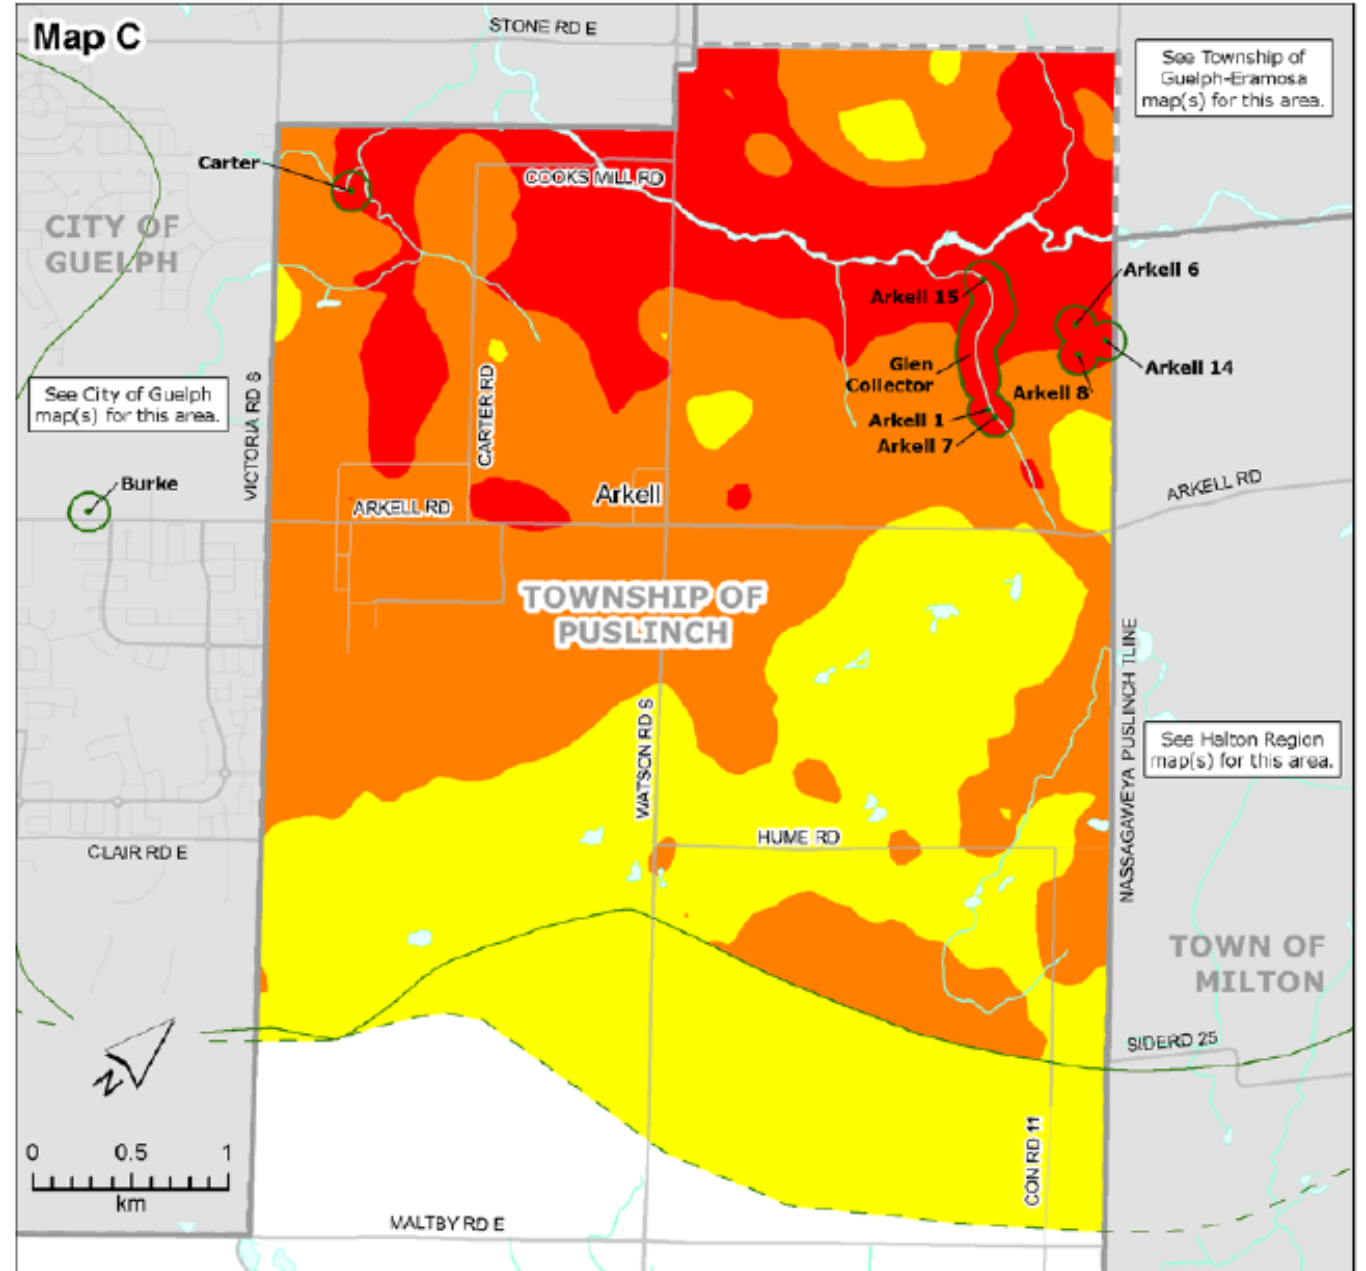 Map C
STONE RD E
See Township of
Guelph-Eramosa
map(s) for this area.
Carter
COOKS MILL RD
CITY OF
GUELPH
Arkell 6
Arkell 15
Glen
Collector
Arkell 14
Arkell 8
See City of Guelph
map(s) for this area.
VICTORIA RD S
CARTER RD
Arkell 1
Arkell 7
Burke
Arkell
ARKELL RD
ARKELL RD
TOWNSHIP OF
PUSLINCH
NASSAGAWEYA PUSLINCH TLINE
WATSON RD S
See Halton Region
map(s) for this area.
HUME RD
CLAIR RD E
TOWN OF
MILTON
SIDERD 25
N
0 0.5 1
km
CON RD 11
MALTBY RD E